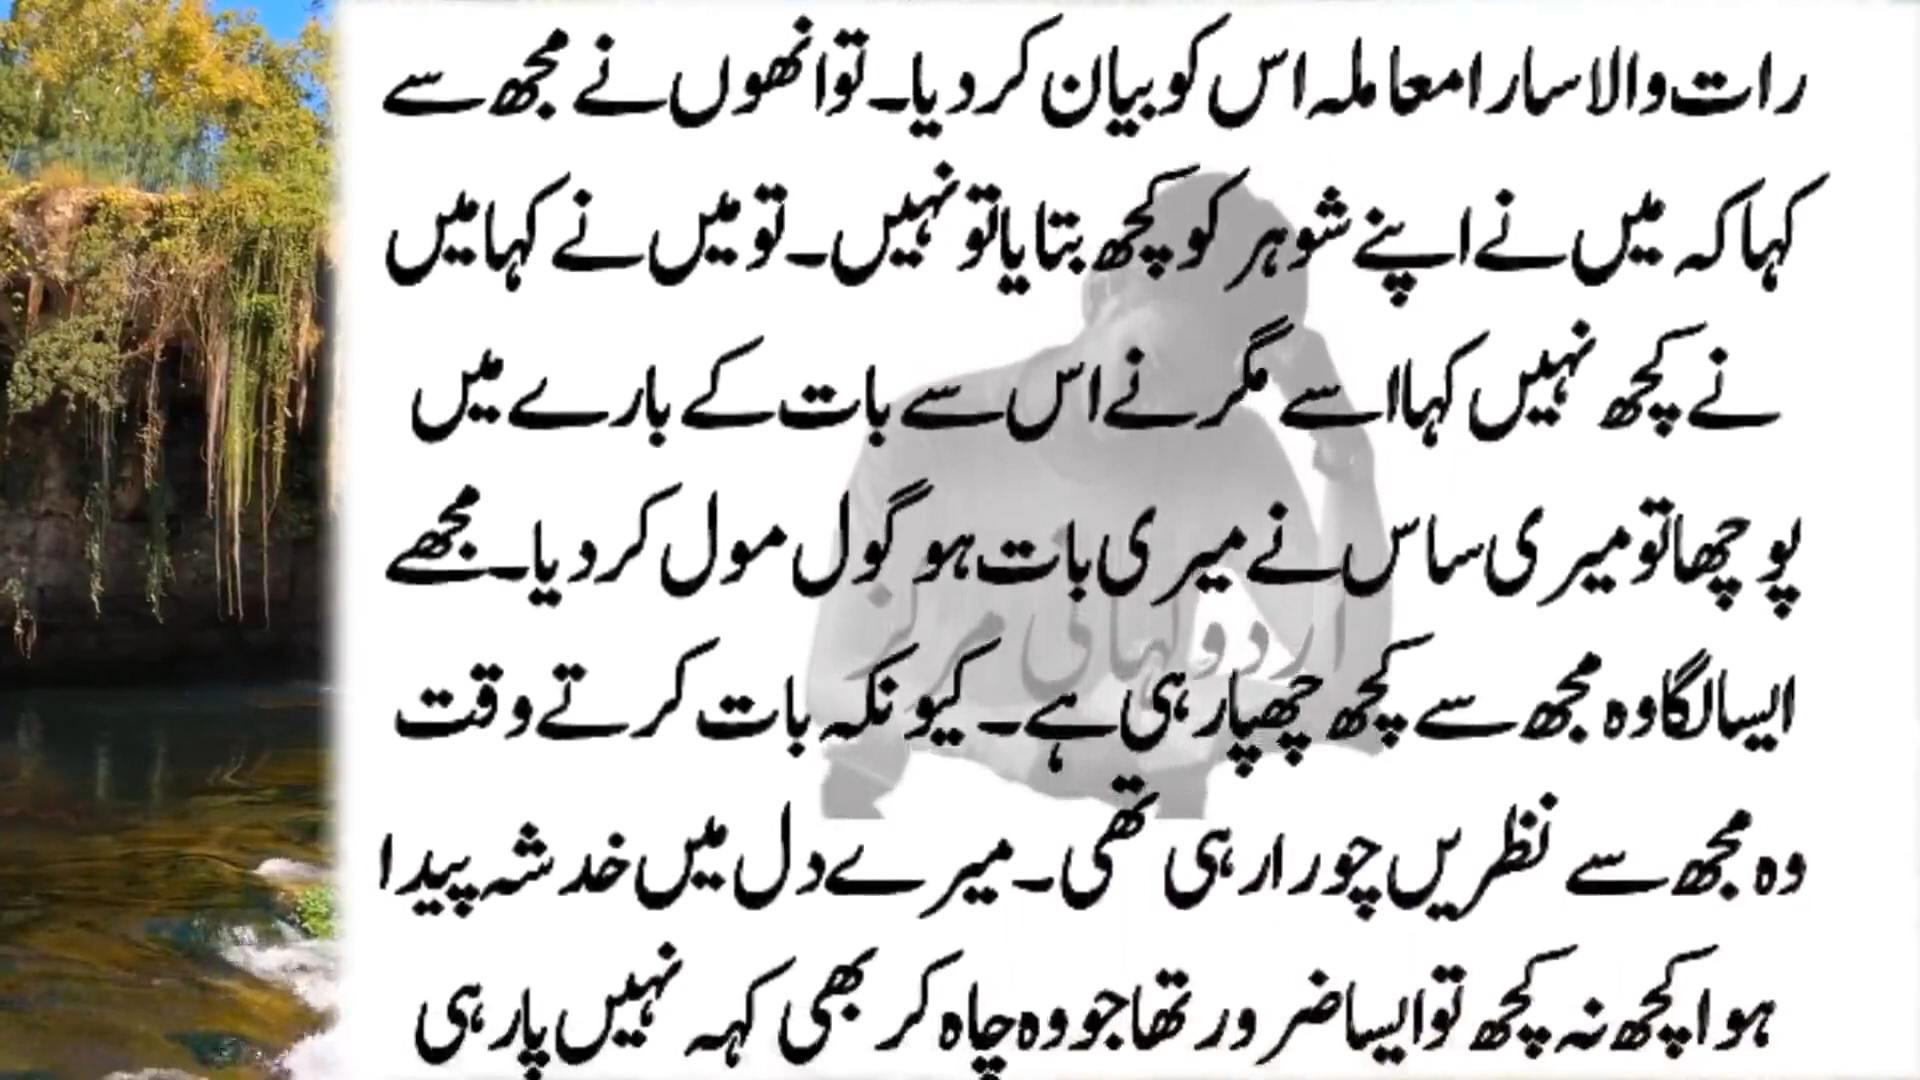 رات والا سارا معاملہ اس کو بیان کر دیا۔ تو انھوں نے مجھ سے
کہا کہ میں نے اپنے شوہر کو کچھ بتایا تو نہیں۔ تو میں نے کہا میں
نے کچھ نہیں کہا اسے مگر نے اس سے بات کے بارے میں
پوچھا تو میری ساس نے میری بات ہو گول مول کر دیا۔ مجھے
اردو کہانی مرکز
ایسا لگا وہ مجھ سے کچھ چھپا رہی ہے۔ کیونکہ بات کرتے وقت
وہ مجھ سے نظریں چورا رہی تھی۔ میرے دل میں خدشہ پیدا
ہوا کچھ نہ کچھ تو ایسا ضرور تھا جو وہ چاہ کر بھی کہہ نہیں پا رہی